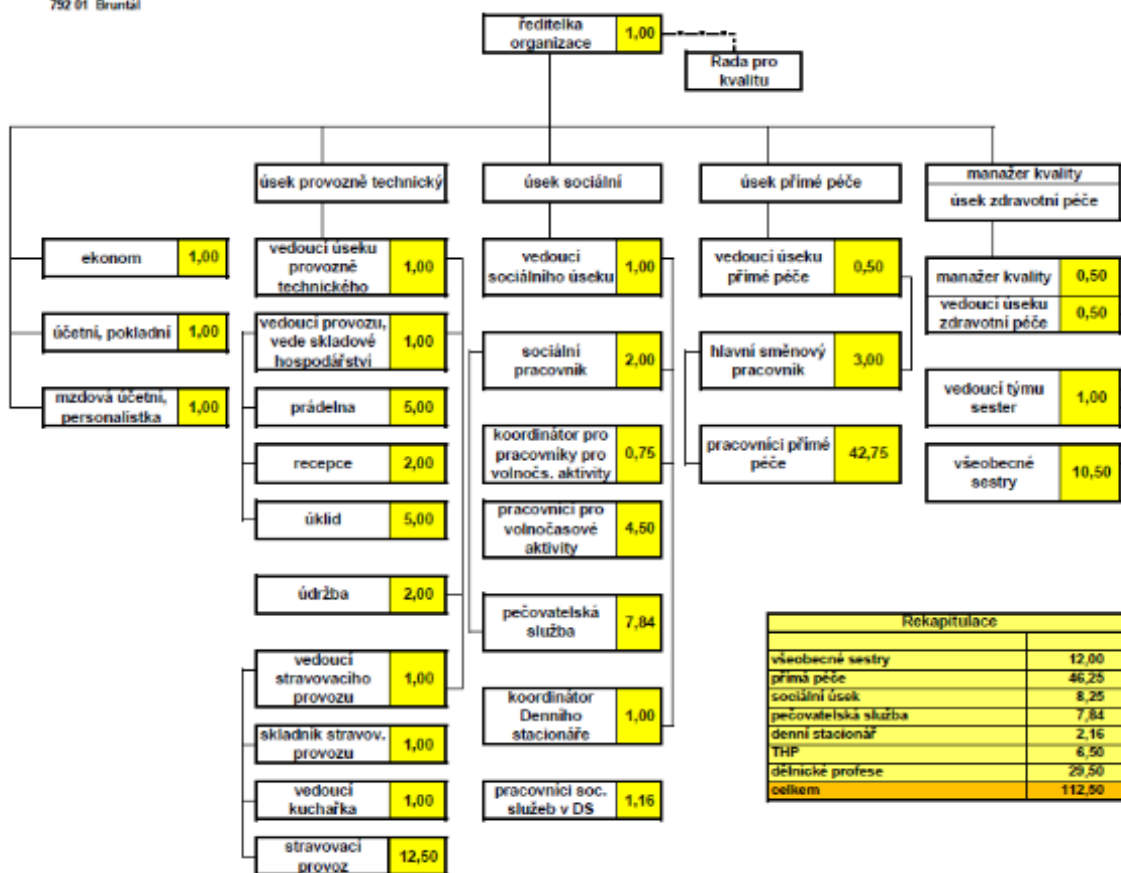 792 01 Bruntál
ředitelka
organizace
1,00
Rada pro
kvalitu
úsek provozně technický
úsek sociální
úsek přímé péče
manažer kvality
úsek zdravotní péče
ekonom
1,00
účetní, pokladní
1,00
mzdová účetní,
personalistka
1,00
vedoucí úseku
provozně
technického
1,00
vedoucí provozu,
vede skladové
hospodářství
1,00
prádelna
5,00
recepce
2,00
úklid
5,00
údržba
2,00
vedoucí
stravovacího
provozu
1,00
skladník stravov.
provozu
1,00
vedoucí
kuchařka
1,00
stravovací
provoz
12,50
vedoucí
sociálního úseku
1,00
sociální
pracovník
2,00
koordinátor pro
pracovníky pro
volnočs. aktivity
0,75
pracovníci pro
volnočasové
aktivity
4,50
pečovatelská
služba
7,84
koordinátor
Denního
stacionáře
1,00
pracovníci soc.
služeb v DS
1,16
vedoucí úseku
přímé péče
0,50
hlavní směnový
pracovník
3,00
pracovníci přímé
péče
42,75
manažer kvality
0,50
vedoucí úseku
zdravotní péče
0,50
vedoucí týmu
sester
1,00
všeobecné
sestry
10,50
Rekapitulace
všeobecné sestry 12,00
přímá péče 46,25
sociální úsek 8,25
pečovatelská služba 7,84
denní stacionář 2,16
THP 6,50
dělnické profese 29,50
celkem 112,50